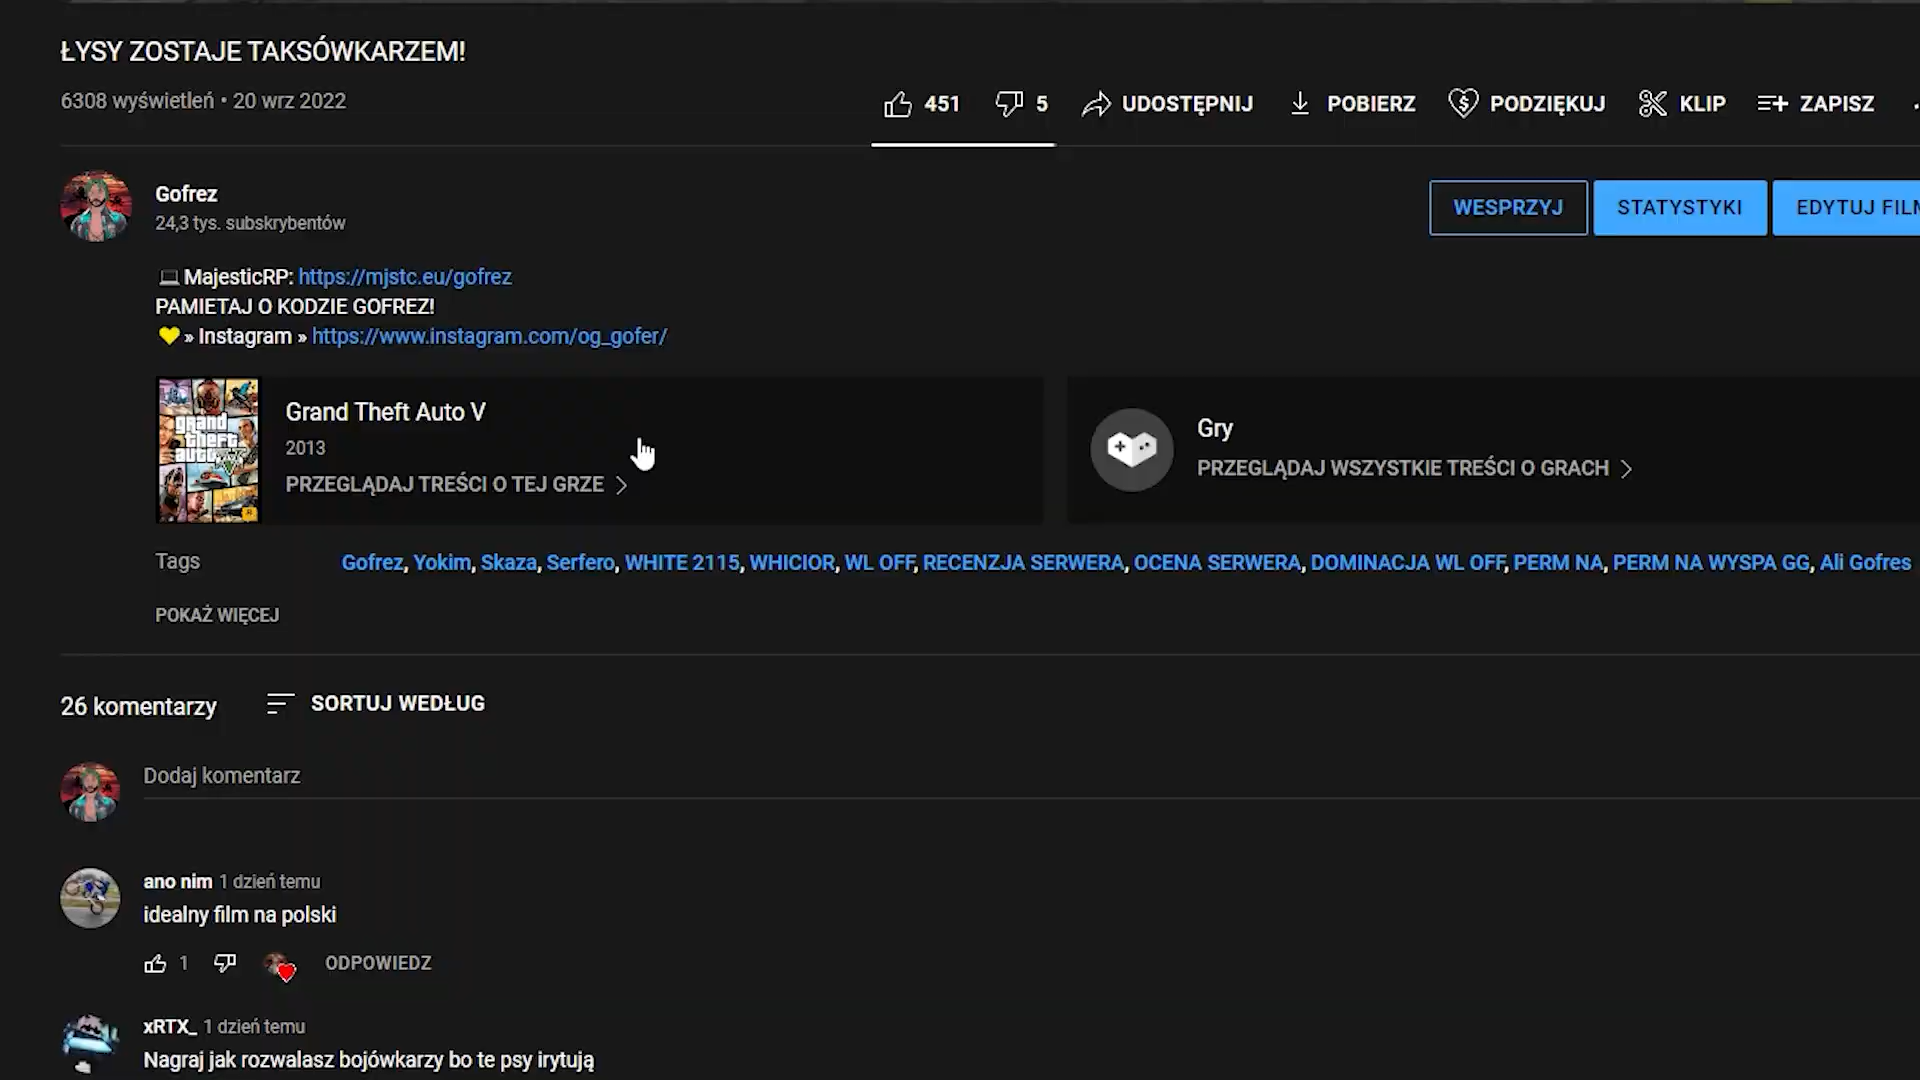 ŁYSY ZOSTAJE TAKSÓWKARZEM!
6308 wyświetleń • 20 wrz 2022
451 5 UDOSTĘPNIJ POBIERZ PODZIĘKUJ KLIP ZAPISZ
Gofrez
24,3 tys. subskrybentów
WESPRZYJ STATYSTYKI EDYTUJ FILM
MajesticRP: https://mjstc.eu/gofrez
PAMIETAJ O KODZIE GOFREZ!
» Instagram » https://www.instagram.com/og_gofer/
grand theft auto V
Grand Theft Auto V
2013
PRZEGLĄDAJ TREŚCI O TEJ GRZE
Gry
PRZEGLĄDAJ WSZYSTKIE TREŚCI O GRACH
Tags Gofrez, Yokim, Skaza, Serfero, WHITE 2115, WHICIOR, WL OFF, RECENZJA SERWERA, OCENA SERWERA, DOMINACJA WL OFF, PERM NA, PERM NA WYSPA GG, Ali Gofres
POKAŻ WIĘCEJ
26 komentarzy SORTUJ WEDŁUG
Dodaj komentarz
ano nim 1 dzień temu
idealny film na polski
1 ODPOWIEDZ
xRTX_ 1 dzień temu
Nagraj jak rozwalasz bojówkarzy bo te psy irytują